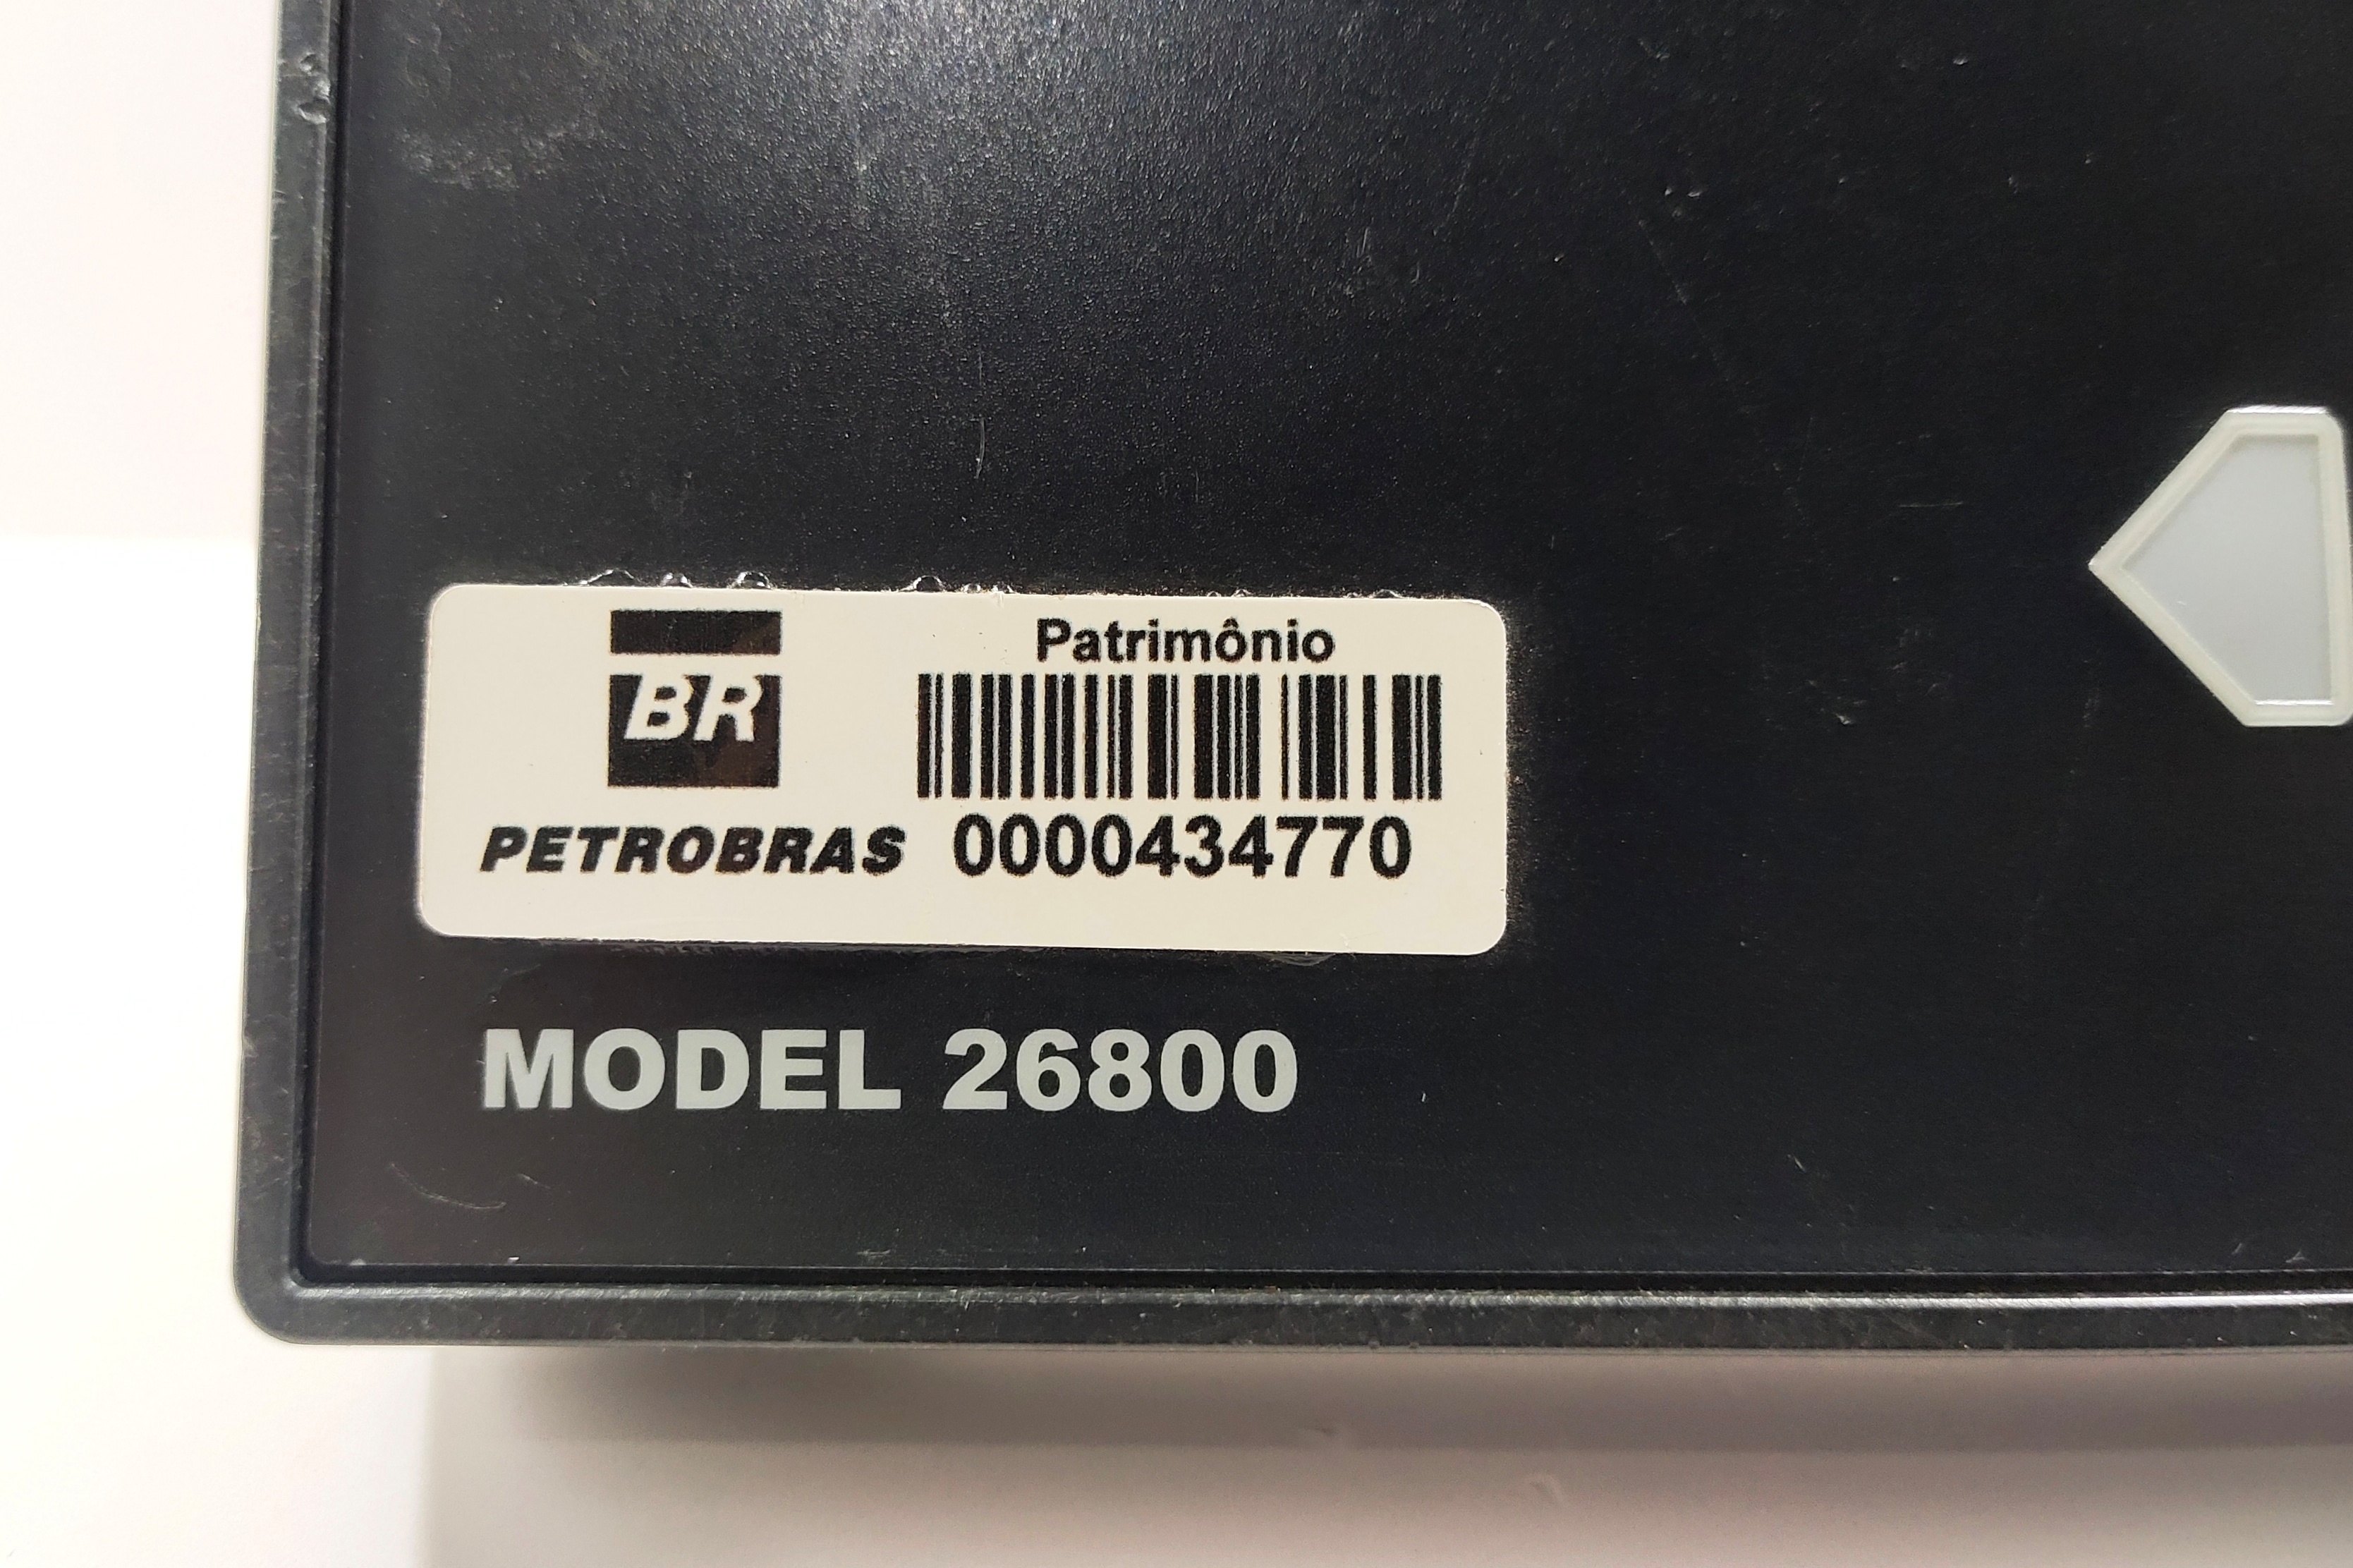 BR
PETROBRAS
Patrimônio
0000434770
MODEL 26800